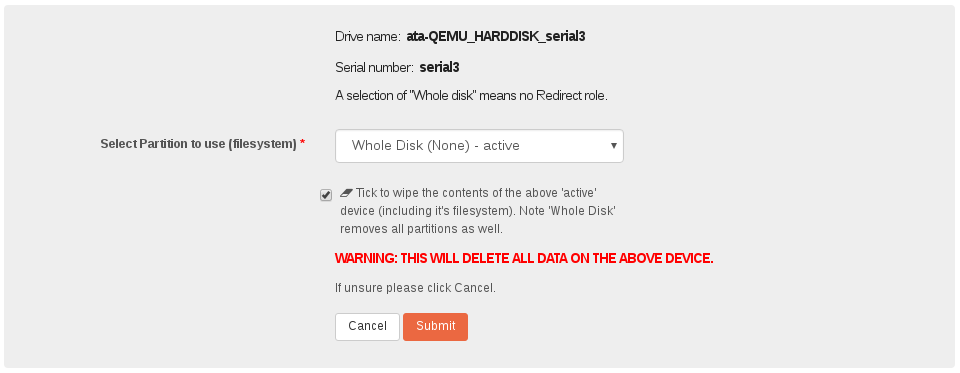 Drive name: ata-QEMU_HARDDISK_serial3
Serial number: serial3
A selection of "Whole disk" means no Redirect role.
Select Partition to use (filesystem) *
Whole Disk (None) - active
Tick to wipe the contents of the above 'active'
device (including it's filesystem). Note 'Whole Disk'
removes all partitions as well.
WARNING: THIS WILL DELETE ALL DATA ON THE ABOVE DEVICE.
If unsure please click Cancel.
Cancel Submit